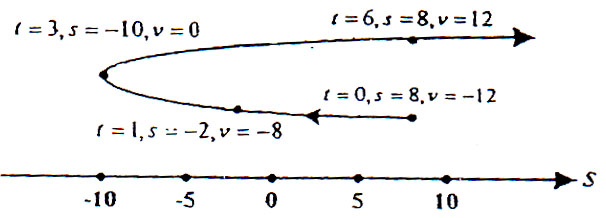 t = 3, s = -10, v = 0
t = 6, s = 8, v = 12
t = 0, s = 8, v = -12
t = 1, s = -2, v = -8
S
-10 -5 0 5 10